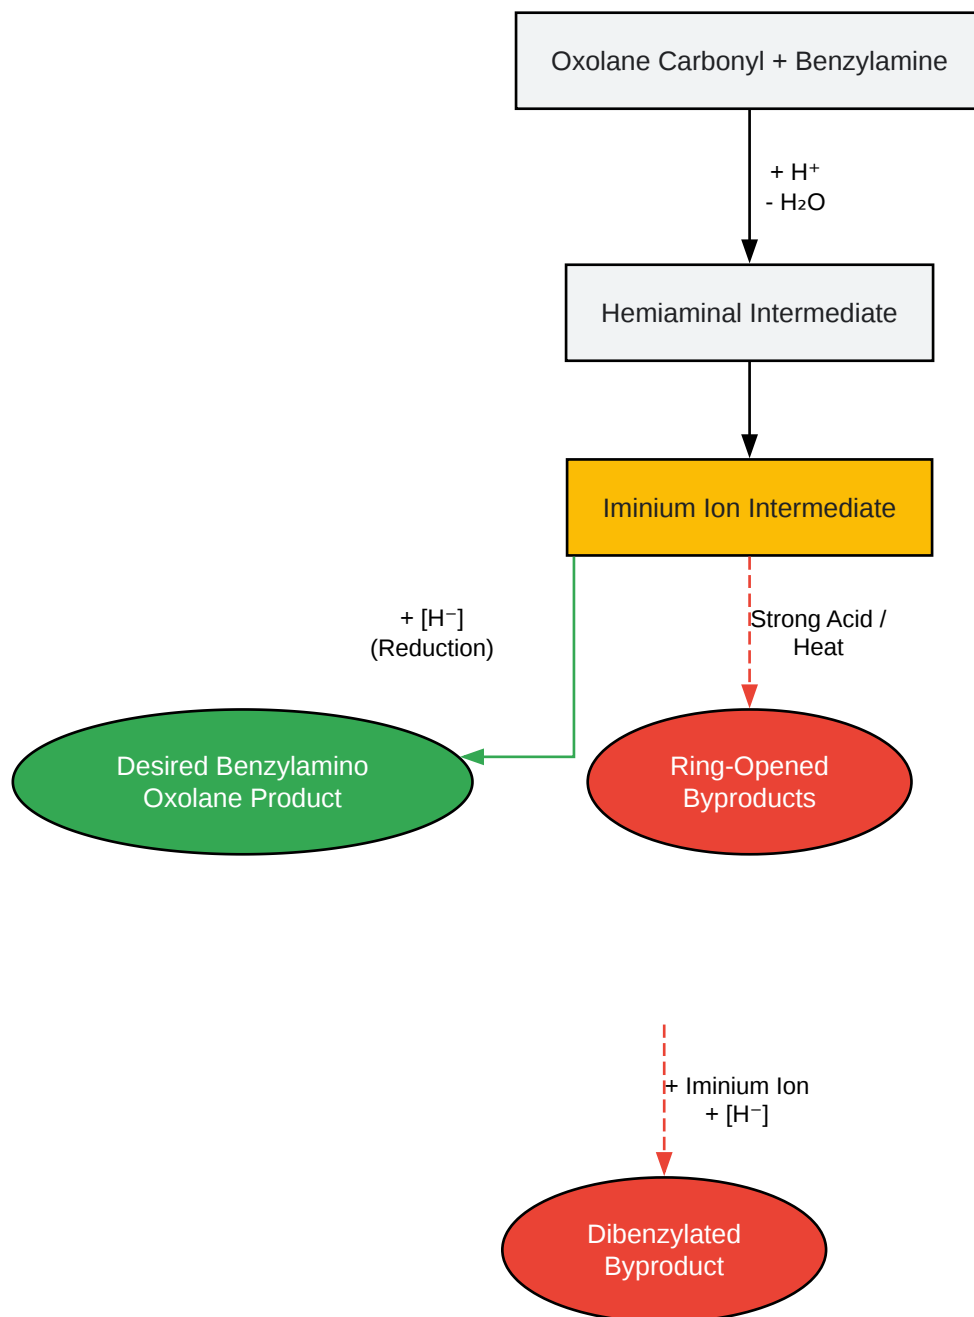 Oxolane Carbonyl + Benzylamine
+ H⁺
- H₂O
Hemiaminal Intermediate
Iminium Ion Intermediate
+ [H⁻]
(Reduction)
Strong Acid /
Heat
Desired Benzylamino
Oxolane Product
Ring-Opened
Byproducts
+ Iminium Ion
+ [H⁻]
Dibenzylated
Byproduct